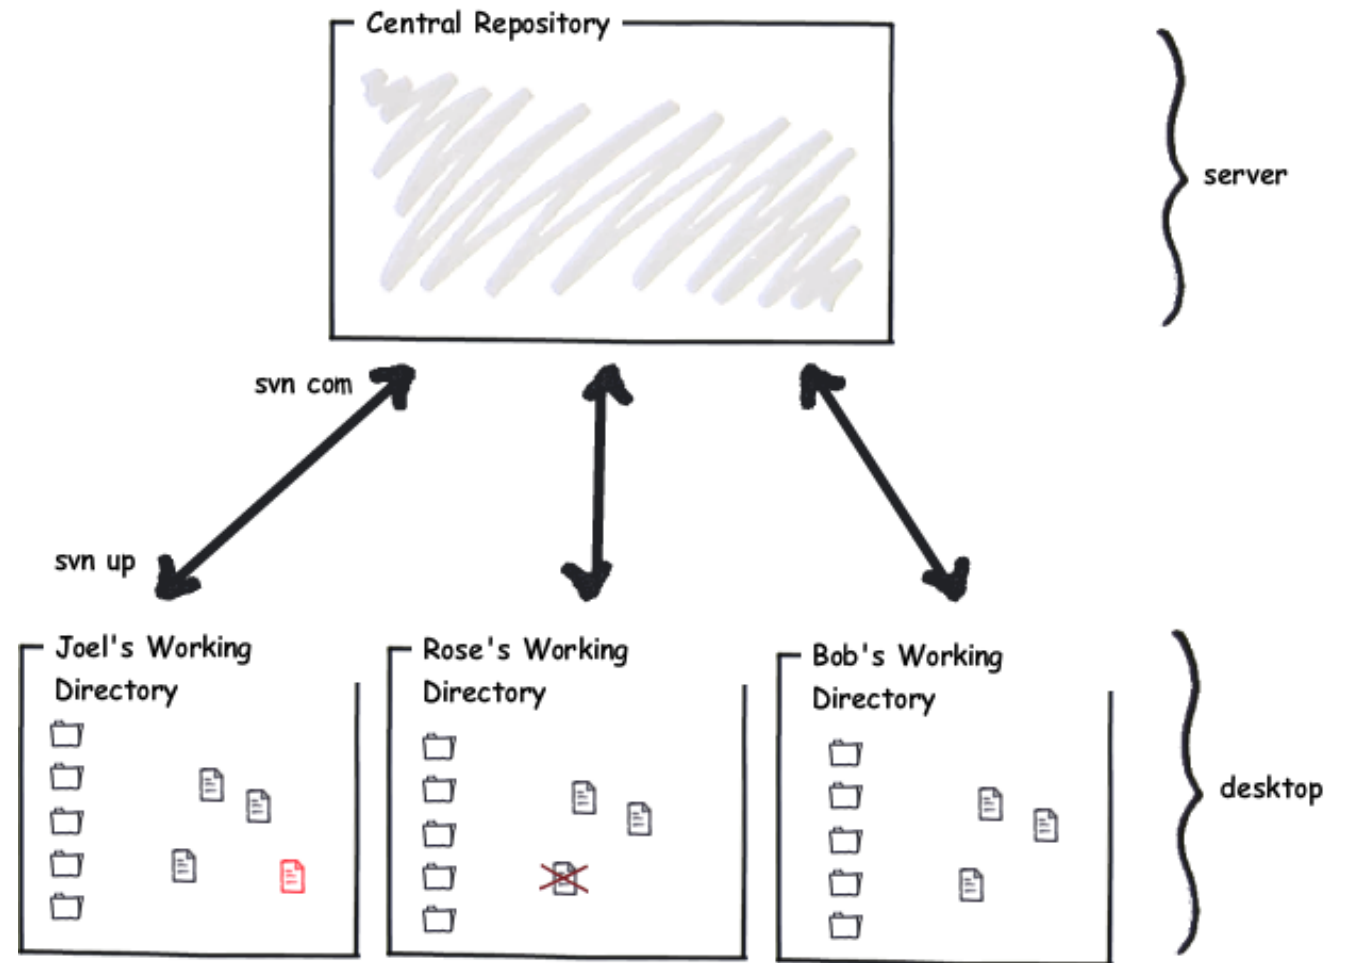 Central Repository
server
svn com
svn up
Joel's Working
Directory
Rose's Working
Directory
Bob's Working
Directory
desktop